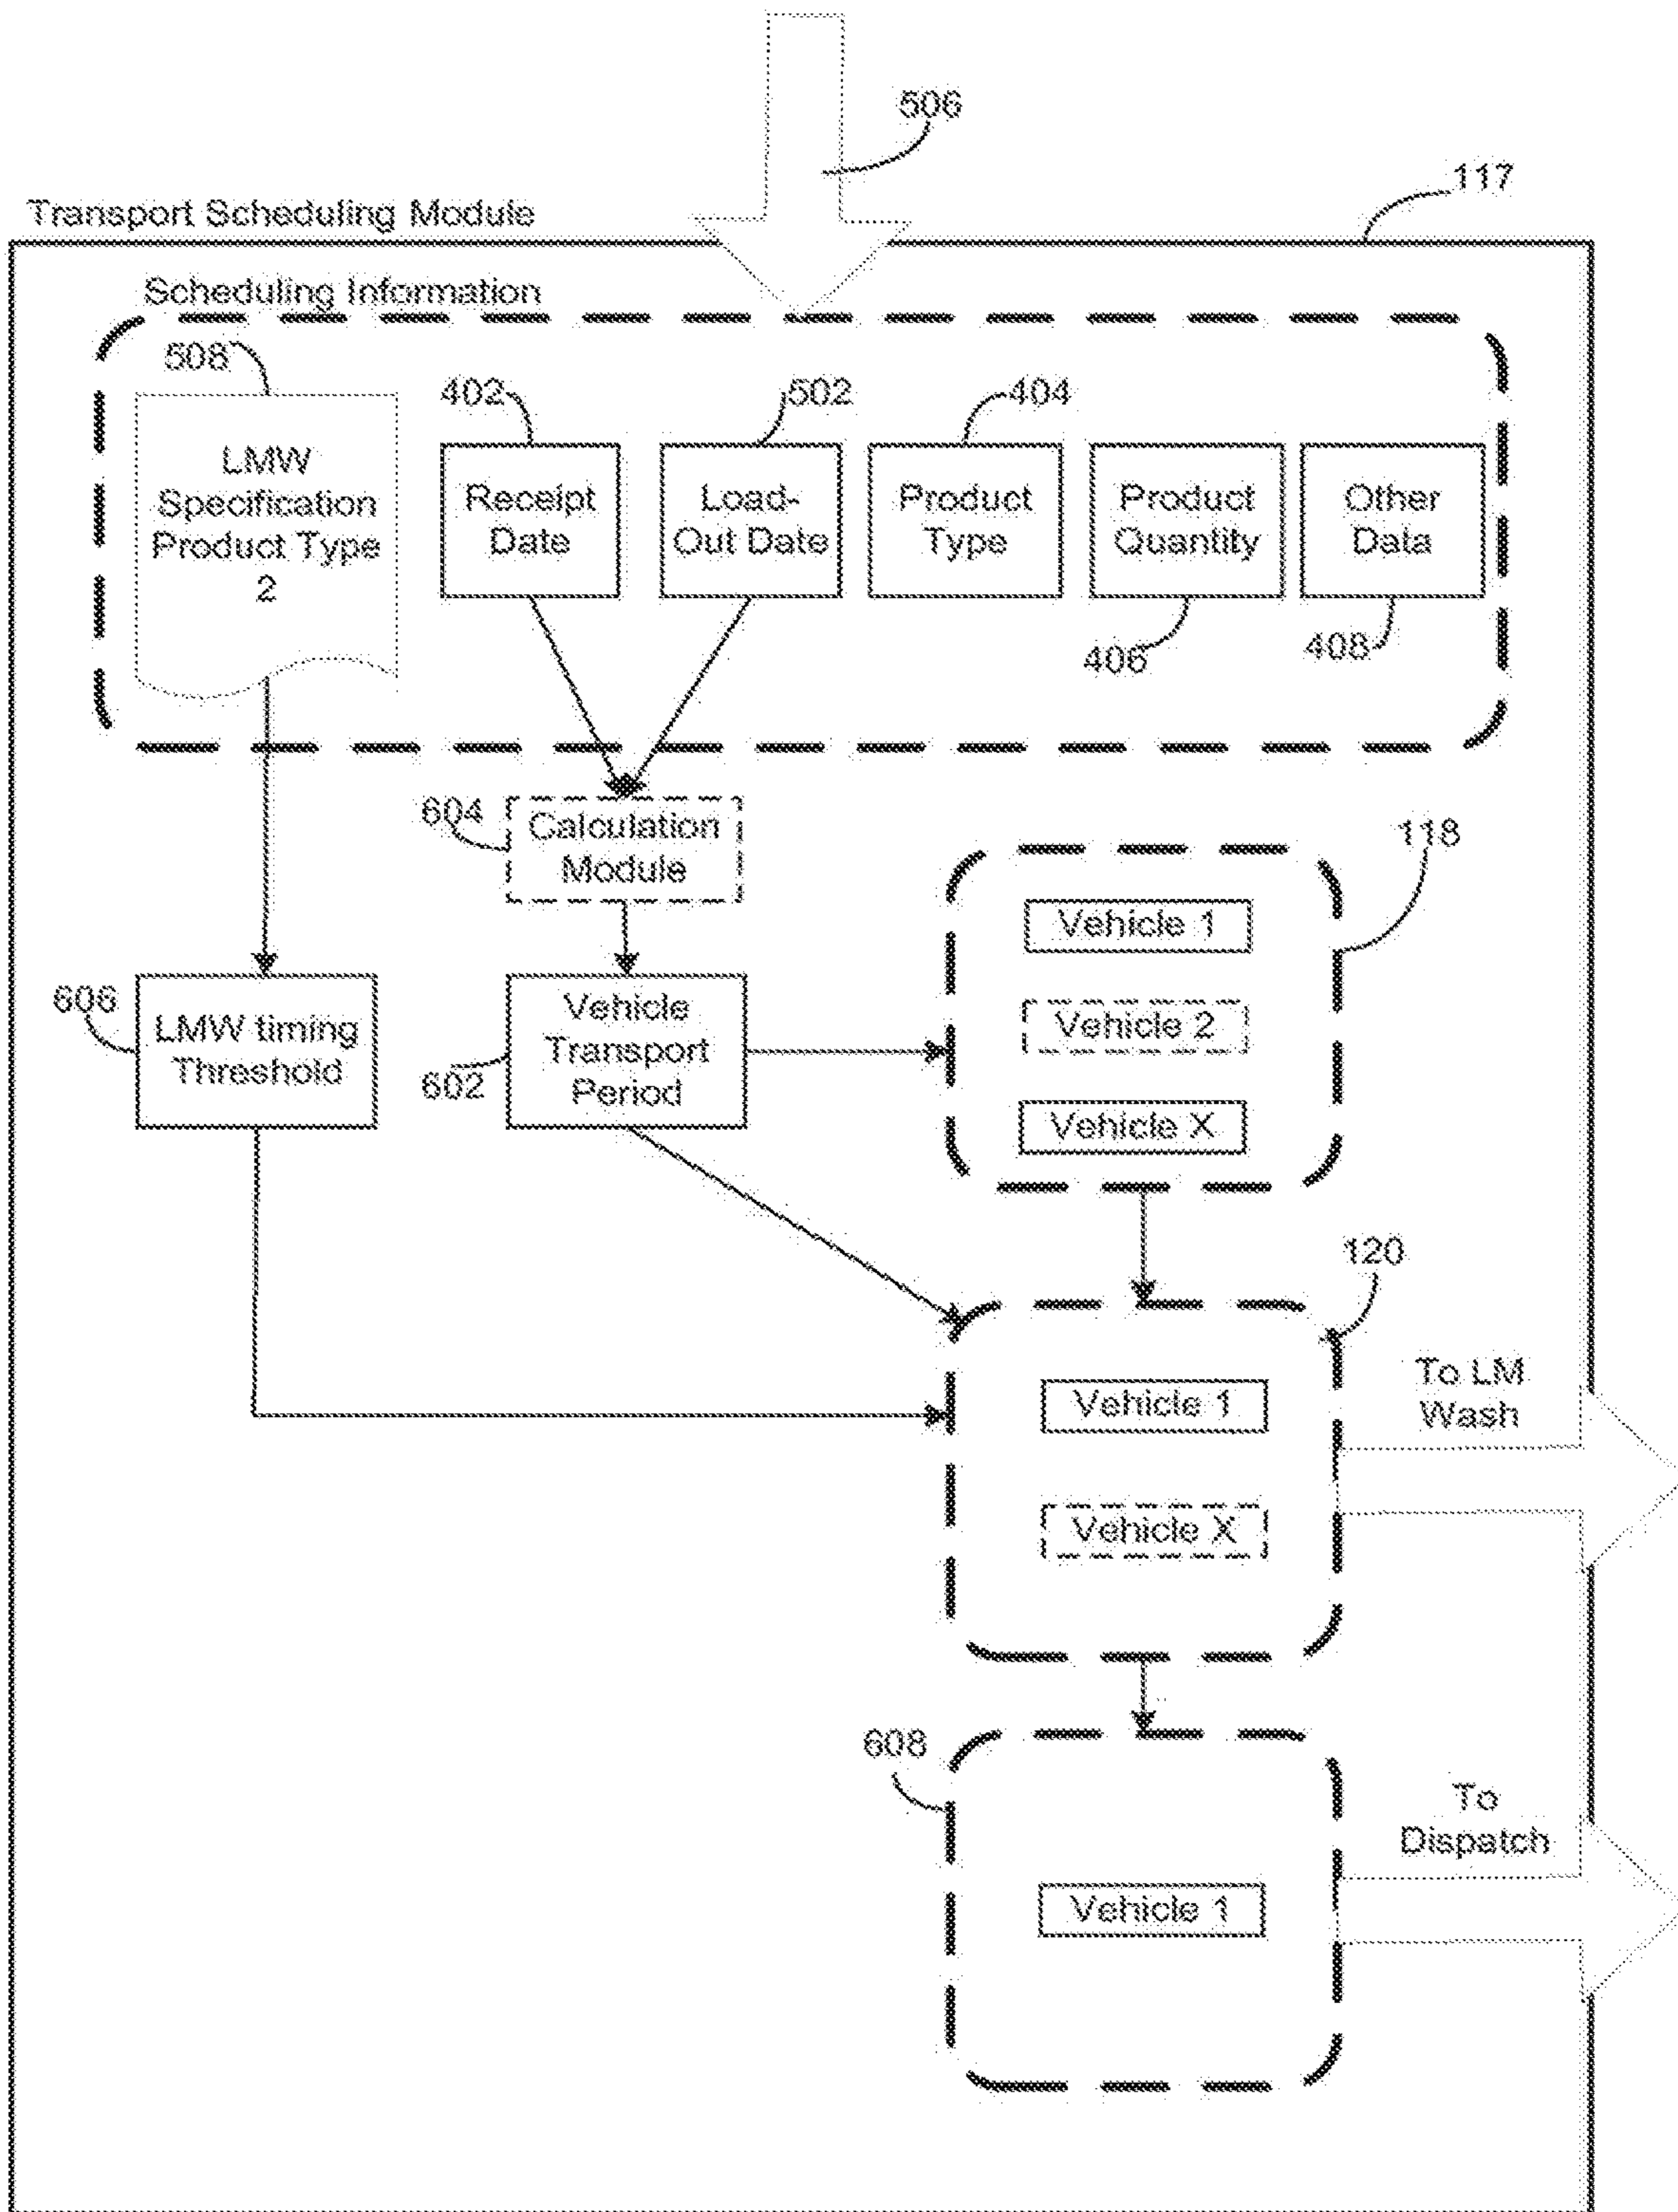 506
117
Transport Scheduling Module
Scheduling Information
508
402
502
404
LMW
Specification
Product Type
2
Receipt
Date
Load-
Out Date
Product
Type
Product
Quantity
Other
Data
406
408
604
Calculation
Module
118
Vehicle 1
Vehicle 2
Vehicle X
606
LMW timing
Threshold
602
Vehicle
Transport
Period
120
Vehicle 1
Vehicle X
To LM
Wash
608
Vehicle 1
To
Dispatch